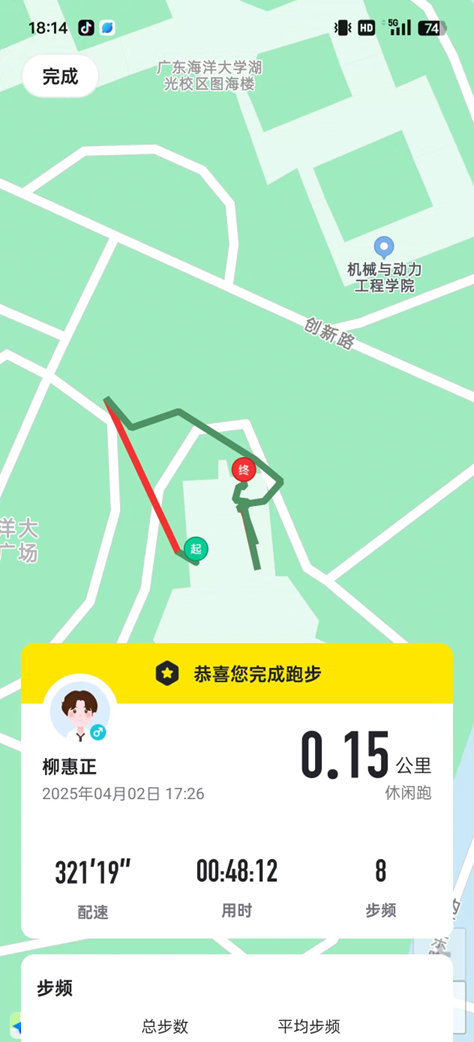 18:14
HD
5G
74
完成
广东海洋大学湖
光校区图海楼
机械与动力
工程学院
创新路
终
起
洋大
广场
恭喜您完成跑步
柳惠正
0.15 公里
2025年04月02日 17:26
休闲跑
321′19″
00:48:12
8
配速
用时
步频
步频
总步数
平均步频